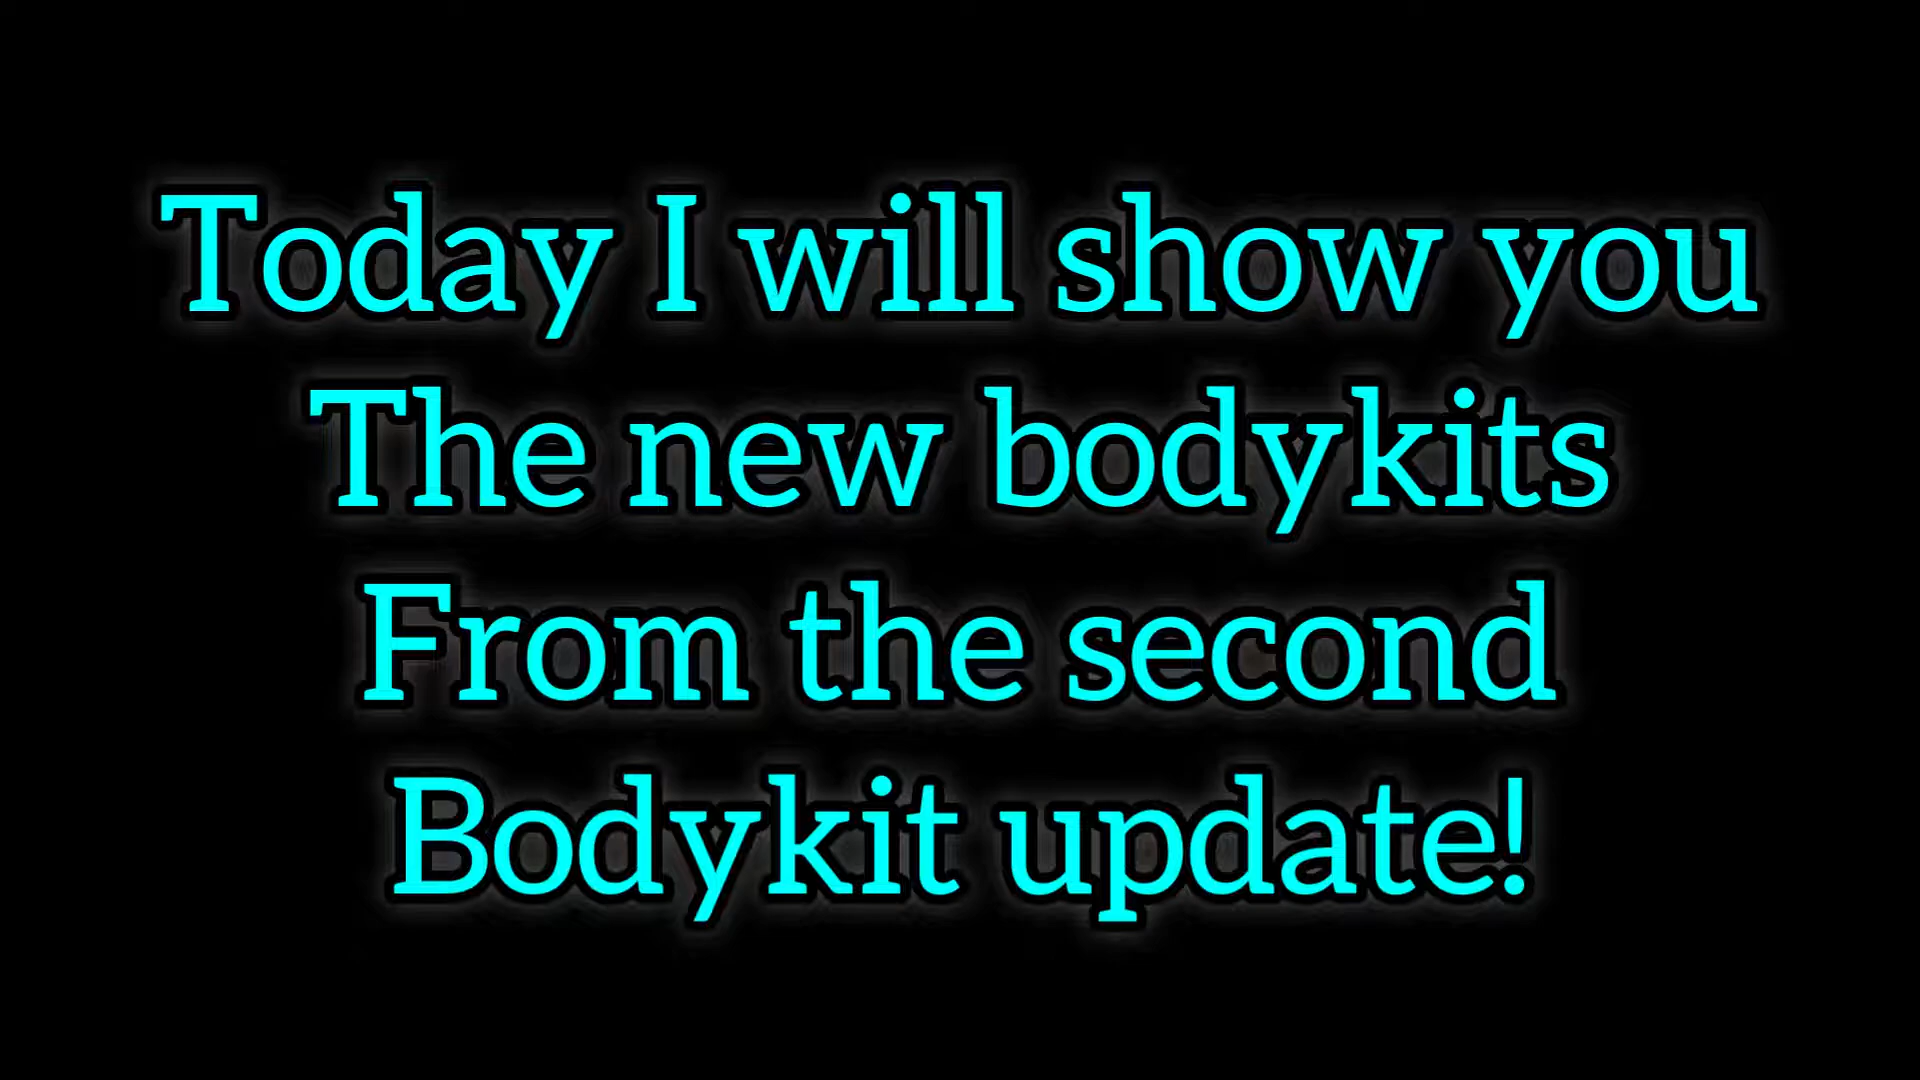 Today I will show you
The new bodykits
From the second
Bodykit update!